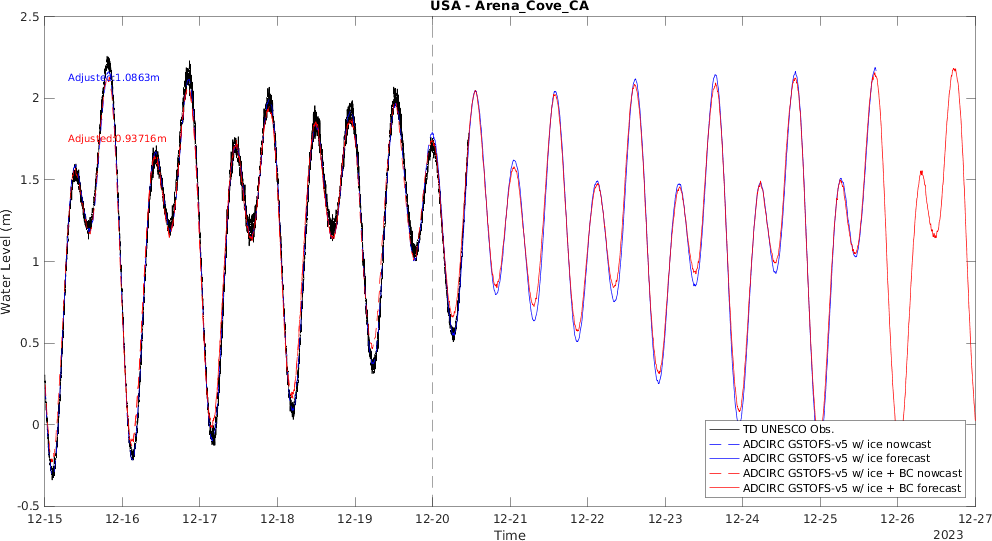 USA - Arena_Cove_CA
2.5
Adjusted:1.0863m
2
Adjusted:0.93716m
1.5
1
0.5
0
-0.5
Water Level (m)
TD UNESCO Obs.
ADCIRC GSTOFS-v5 w/ ice nowcast
ADCIRC GSTOFS-v5 w/ ice forecast
ADCIRC GSTOFS-v5 w/ ice + BC nowcast
ADCIRC GSTOFS-v5 w/ ice + BC forecast
12-15 12-16 12-17 12-18 12-19 12-20 12-21 12-22 12-23 12-24 12-25 12-26 12-27
Time
2023